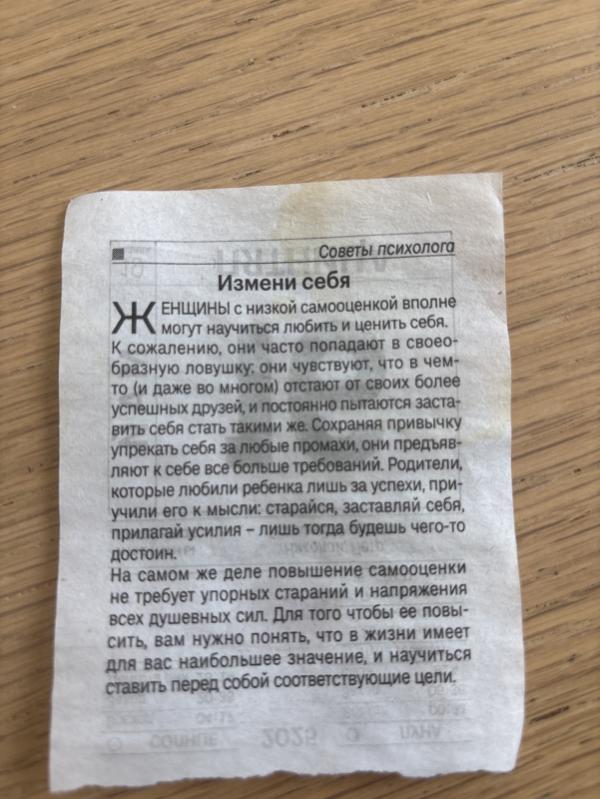 Советы психолога
Измени себя
ЖЕНЩИНЫ с низкой самооценкой вполне
могут научиться любить и ценить себя.
К сожалению, они часто попадают в своео-
бразную ловушку: они чувствуют, что в чем-
то (и даже во многом) отстают от своих более
успешных друзей, и постоянно пытаются заста-
вить себя стать такими же. Сохраняя привычку
упрекать себя за любые промахи, они предъяв-
ляют к себе все больше требований. Родители,
которые любили ребенка лишь за успехи, при-
учили его к мысли: старайся, заставляй себя,
прилагай усилия – лишь тогда будешь чего-то
достоин.
На самом же деле повышение самооценки
не требует упорных стараний и напряжения
всех душевных сил. Для того чтобы ее повы-
сить, вам нужно понять, что в жизни имеет
для вас наибольшее значение, и научиться
ставить перед собой соответствующие цели.